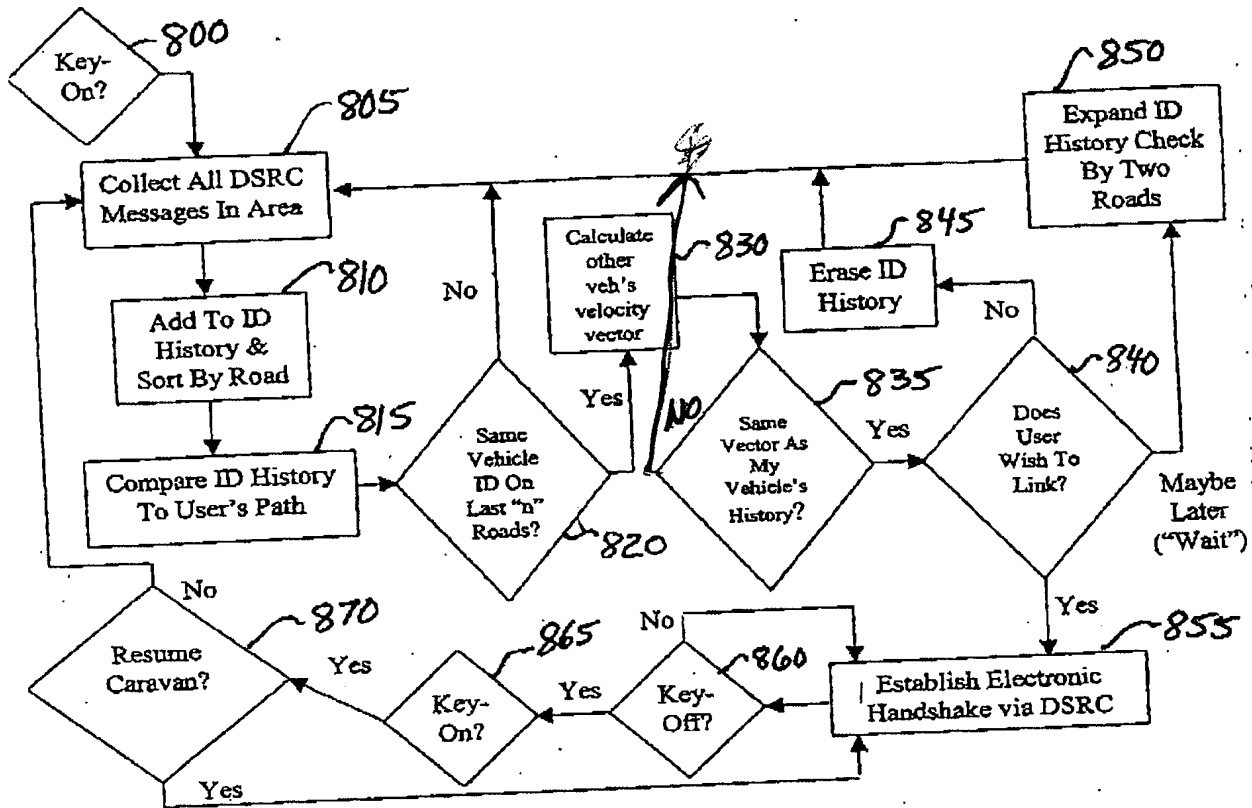 800
Key-
On?
805
Collect All DSRC
Messages In Area
810
Add To ID
History &
Sort By Road
815
Compare ID History
To User's Path
No
Same
Vehicle
ID On
Last "n"
Roads?
820
Yes
Calculate
other
veh's
velocity
vector
830
NO
Same
Vector As
My
Vehicle's
History?
835
Yes
845
Erase ID
History
No
850
Expand ID
History Check
By Two
Roads
840
Does
User
Wish To
Link?
Maybe
Later
("Wait")
Yes
855
Establish Electronic
Handshake via DSRC
No
860
Key-
Off?
Yes
865
Key-
On?
Yes
870
Resume
Caravan?
No
Yes